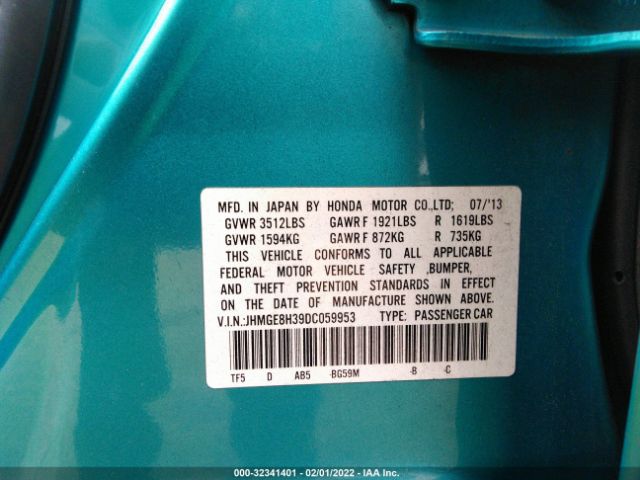 MFD. IN JAPAN BY HONDA MOTOR CO.,LTD; 07/'13
GVWR 3512LBS GAWR F 1921LBS R 1619LBS
GVWR 1594KG GAWR F 872KG R 735KG
THIS VEHICLE CONFORMS TO ALL APPLICABLE
FEDERAL MOTOR VEHICLE SAFETY ,BUMPER,
AND THEFT PREVENTION STANDARDS IN EFFECT
ON THE DATE OF MANUFACTURE SHOWN ABOVE.
V.I.N.:JHMGE8H39DC059953 TYPE: PASSENGER CAR
TF5 D AB5 -BG59M -B -C
000-32341401 - 02/01/2022 - IAA Inc.